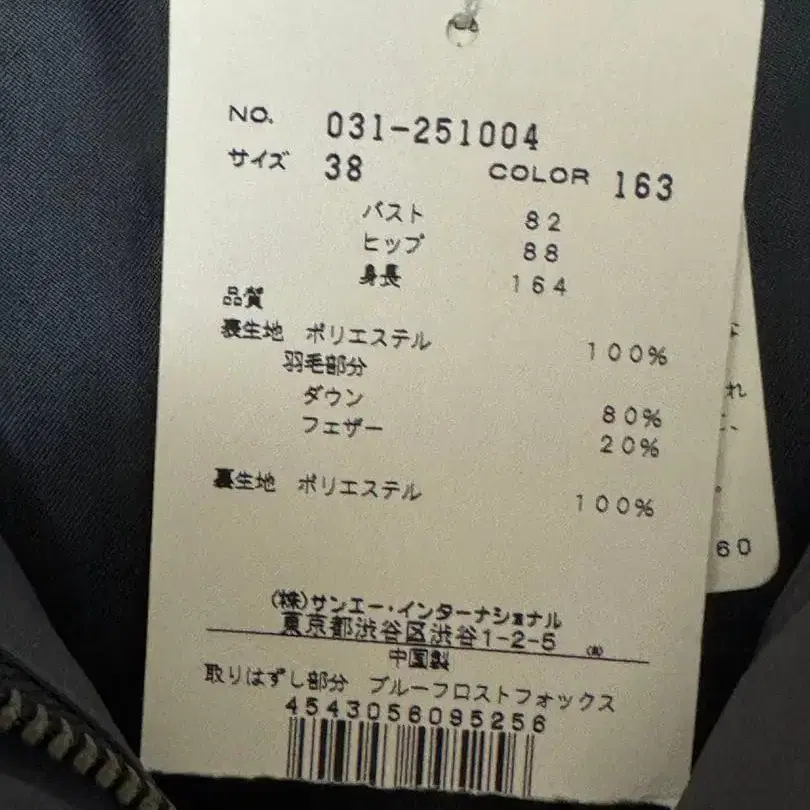 NO. 031-251004
サイズ 38 COLOR 163
バスト 82
ヒップ 88
身長 164
品質
裏生地 ポリエステル 100%
羽毛部分
ダウン 80%
フェザー 20%
裏生地 ポリエステル 100%
(株)サンエー・インターナショナル
東京都渋谷区渋谷1-2-5
中国製
取りはずし部分 ブルーフロストフォックス
4543056095256
れ
60